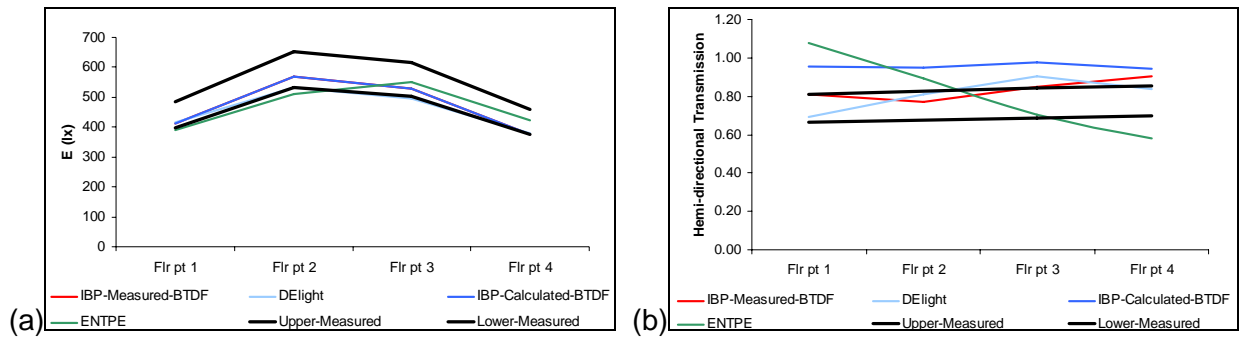 700
600
500
400
300
200
100
0
E (lx)
Flr pt 1 Flr pt 2 Flr pt 3 Flr pt 4
IBP-Measured-BTDF DElight IBP-Calculated-BTDF
ENTPE Upper-Measured Lower-Measured
(a)
1.20
1.00
0.80
0.60
0.40
0.20
0.00
Hemi-directional Transmission
Flr pt 1 Flr pt 2 Flr pt 3 Flr pt 4
IBP-Measured-BTDF DElight IBP-Calculated-BTDF
ENTPE Upper-Measured Lower-Measured
(b)